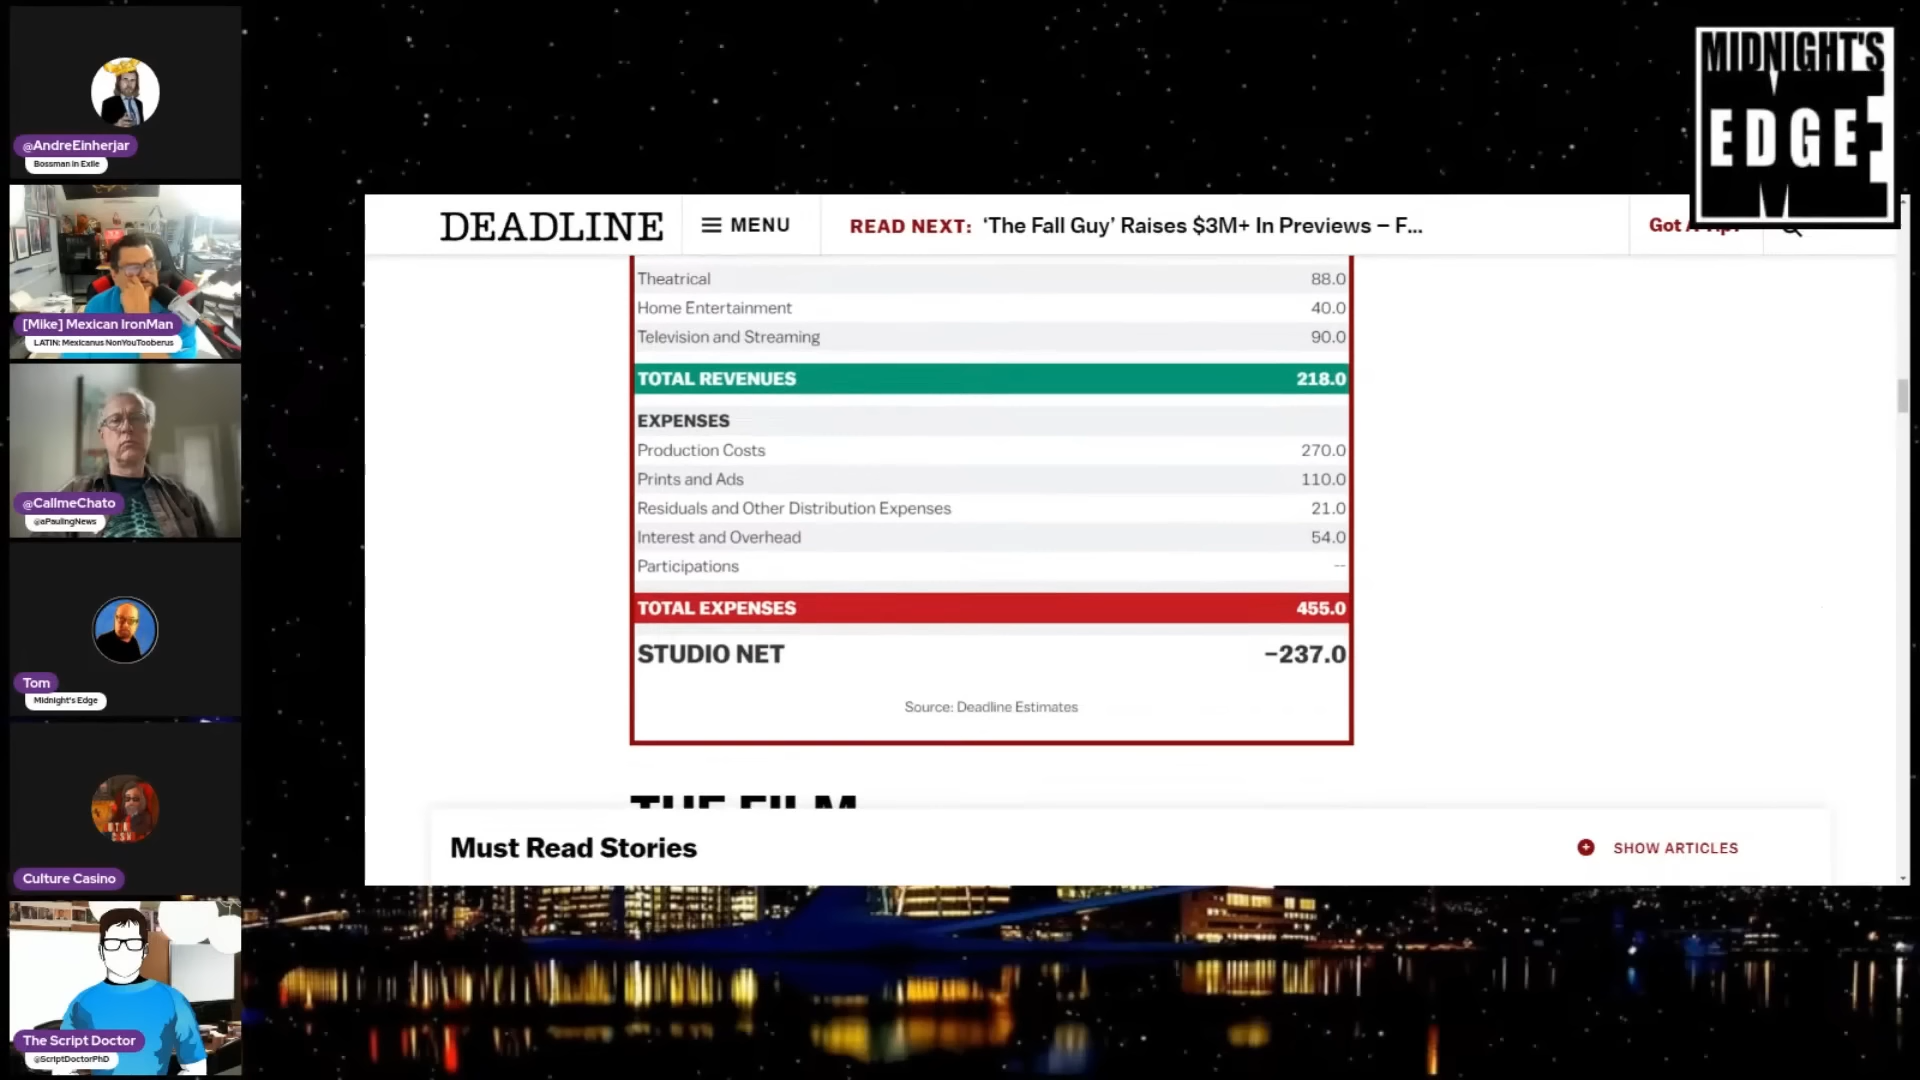 @AndreEinherjar
Bossman in Exile
[Mike] Mexican IronMan
LATIN: Mexicanus NonYouTooberus
@CallmeChato
@aPaulingNews
Tom
Midnight's Edge
Culture Casino
The Script Doctor
@ScriptDoctorPhD
MIDNIGHT'S
EDGE
DEADLINE
MENU
READ NEXT: ‘The Fall Guy’ Raises $3M+ In Previews – F...
Got A Tip?
Theatrical 88.0
Home Entertainment 40.0
Television and Streaming 90.0
TOTAL REVENUES 218.0
EXPENSES
Production Costs 270.0
Prints and Ads 110.0
Residuals and Other Distribution Expenses 21.0
Interest and Overhead 54.0
Participations --
TOTAL EXPENSES 455.0
STUDIO NET −237.0
Source: Deadline Estimates
THE FILM
Must Read Stories
SHOW ARTICLES